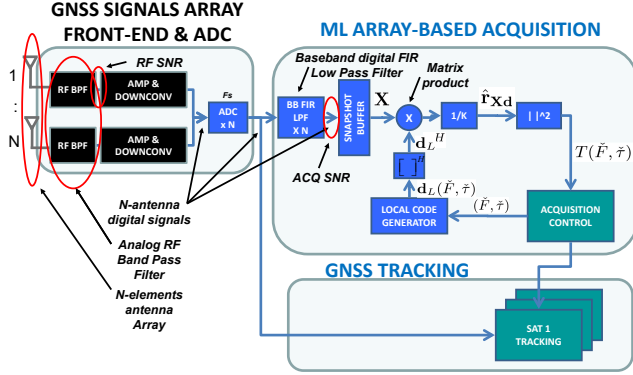 GNSS SIGNALS ARRAY
FRONT-END & ADC
ML ARRAY-BASED ACQUISITION
RF SNR
1
:
N
RF BPF
AMP &
DOWNCONV
RF BPF
AMP &
DOWNCONV
Fs
ADC
x N
Baseband digital FIR
Low Pass Filter
BB FIR
LPF
X N
SNAPSHOT
BUFFER
X
Matrix
product
X
1/K
r̂_Xd
| |^2
d_L^H
[ ]^H
ACQ SNR
d_L(F̌, τ̌)
T(F̌, τ̌)
LOCAL CODE
GENERATOR
(F̌, τ̌)
ACQUISITION
CONTROL
N-antenna
digital signals
Analog RF
Band Pass
Filter
N-elements
antenna
Array
GNSS TRACKING
SAT 1
TRACKING